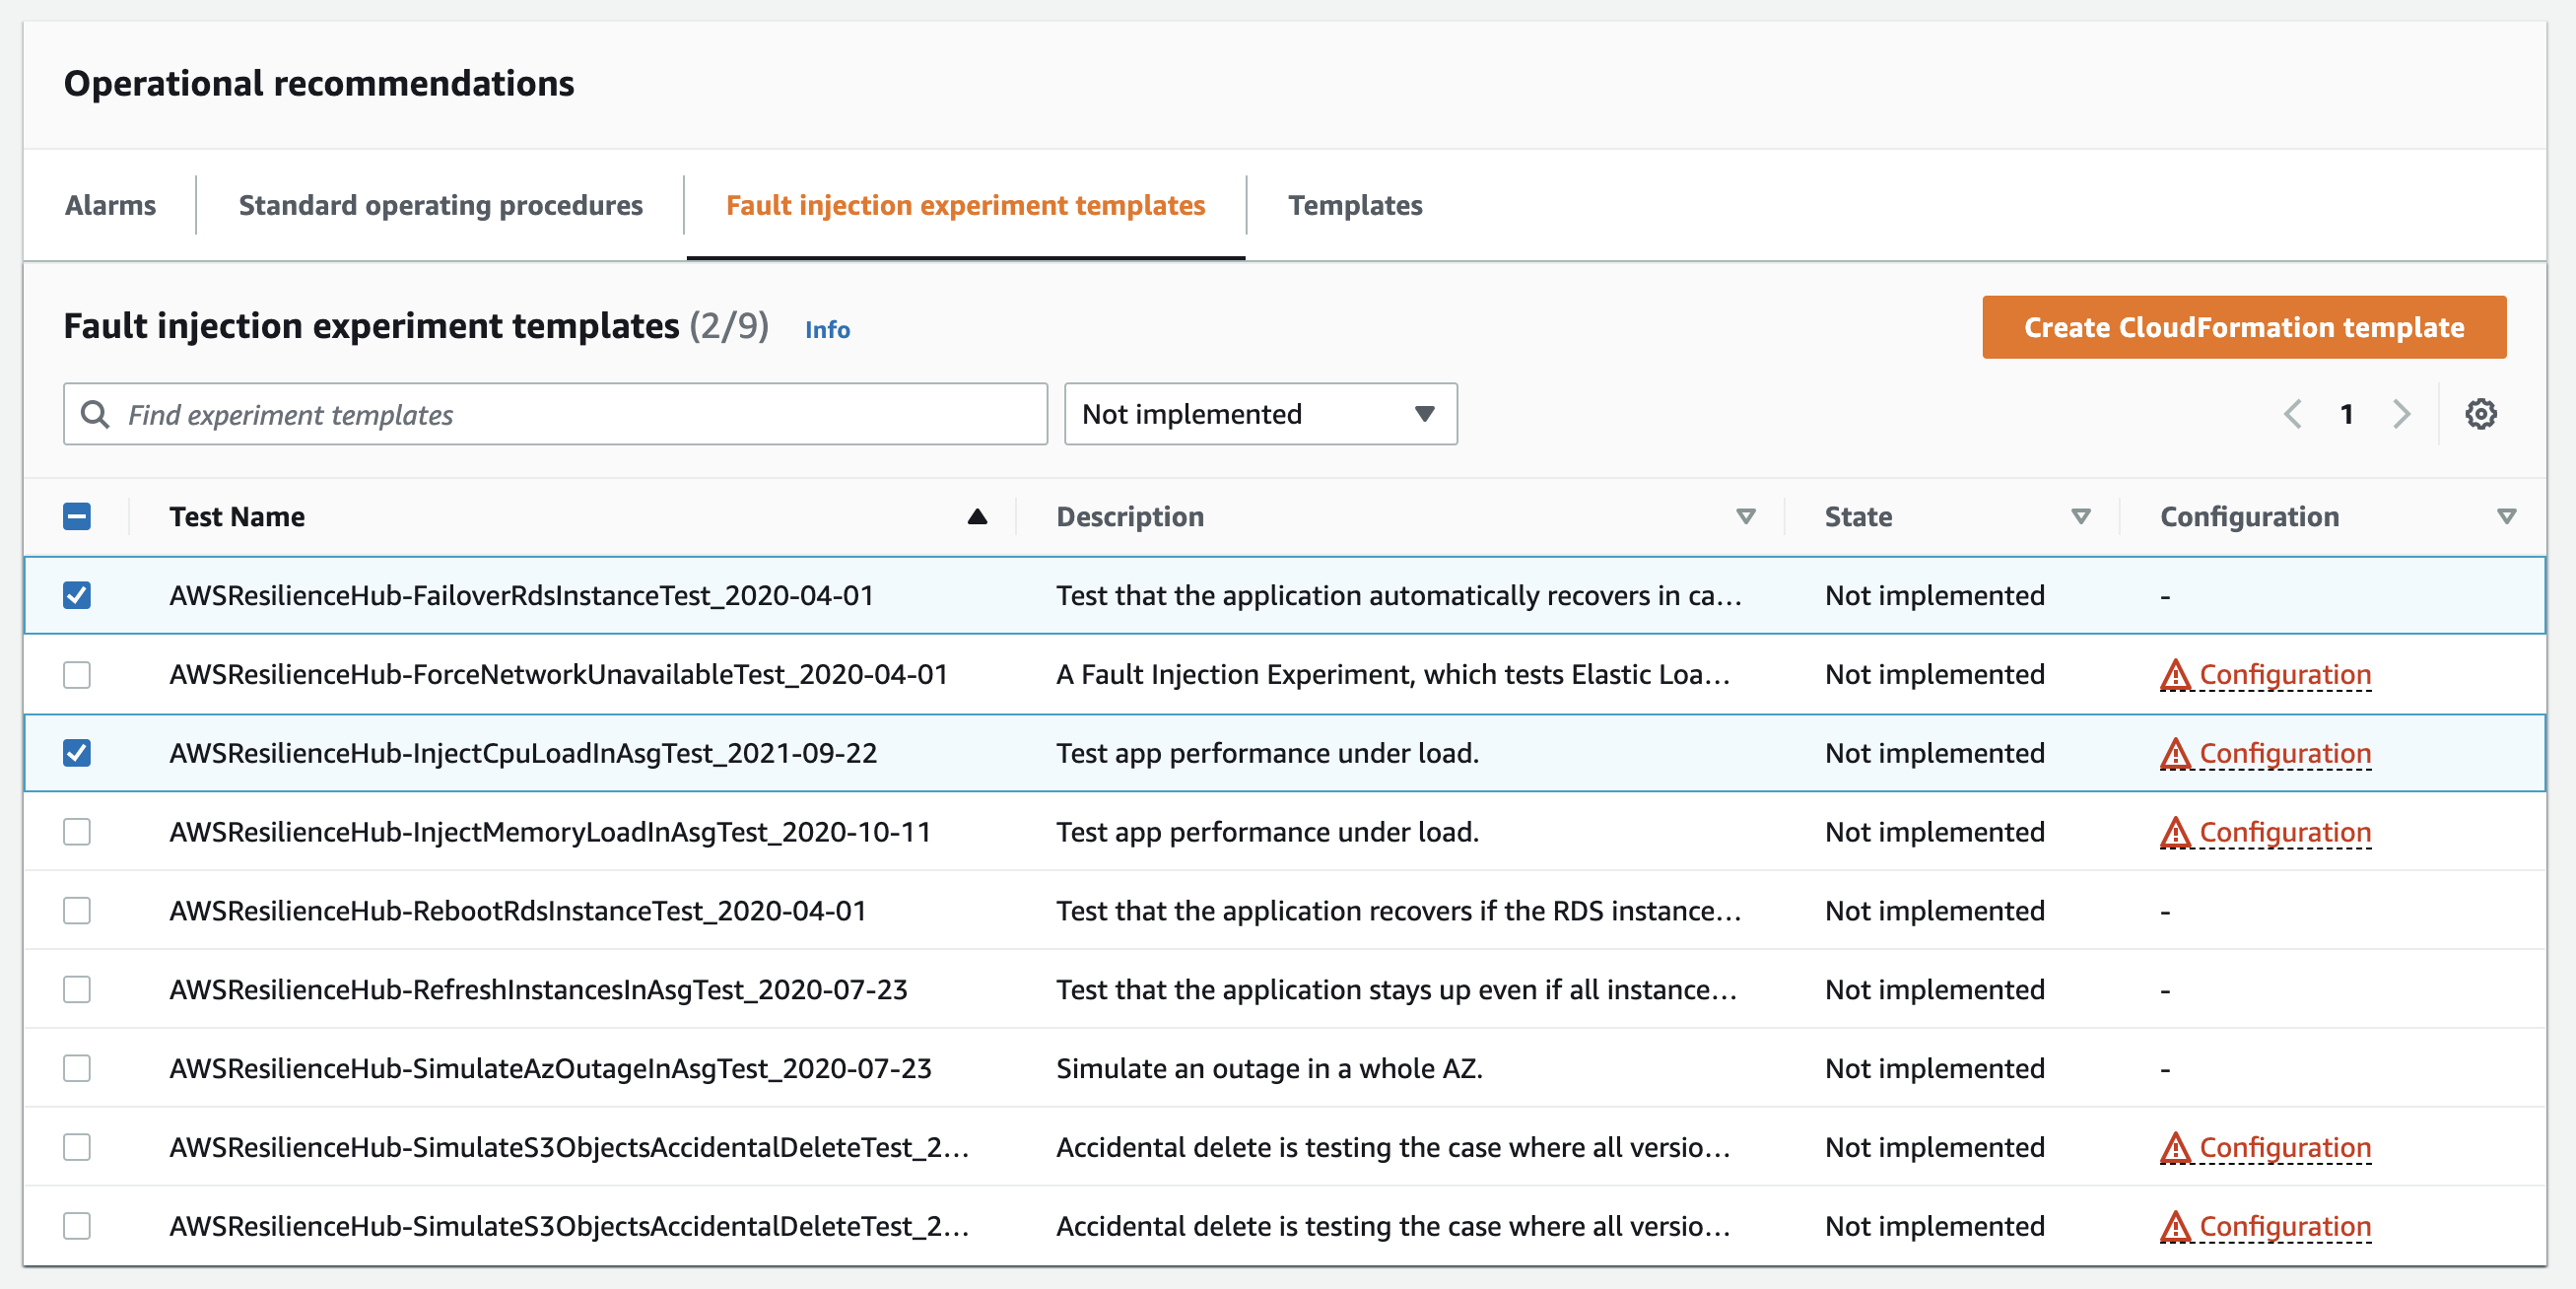 Operational recommendations
Alarms Standard operating procedures Fault injection experiment templates Templates
Fault injection experiment templates (2/9) Info Create CloudFormation template
Find experiment templates Not implemented 1
Test Name Description State Configuration
AWSResilienceHub-FailoverRdsInstanceTest_2020-04-01 Test that the application automatically recovers in ca... Not implemented -
AWSResilienceHub-ForceNetworkUnavailableTest_2020-04-01 A Fault Injection Experiment, which tests Elastic Loa... Not implemented Configuration
AWSResilienceHub-InjectCpuLoadInAsgTest_2021-09-22 Test app performance under load. Not implemented Configuration
AWSResilienceHub-InjectMemoryLoadInAsgTest_2020-10-11 Test app performance under load. Not implemented Configuration
AWSResilienceHub-RebootRdsInstanceTest_2020-04-01 Test that the application recovers if the RDS instance... Not implemented -
AWSResilienceHub-RefreshInstancesInAsgTest_2020-07-23 Test that the application stays up even if all instance... Not implemented -
AWSResilienceHub-SimulateAzOutageInAsgTest_2020-07-23 Simulate an outage in a whole AZ. Not implemented -
AWSResilienceHub-SimulateS3ObjectsAccidentalDeleteTest_2... Accidental delete is testing the case where all versio... Not implemented Configuration
AWSResilienceHub-SimulateS3ObjectsAccidentalDeleteTest_2... Accidental delete is testing the case where all versio... Not implemented Configuration